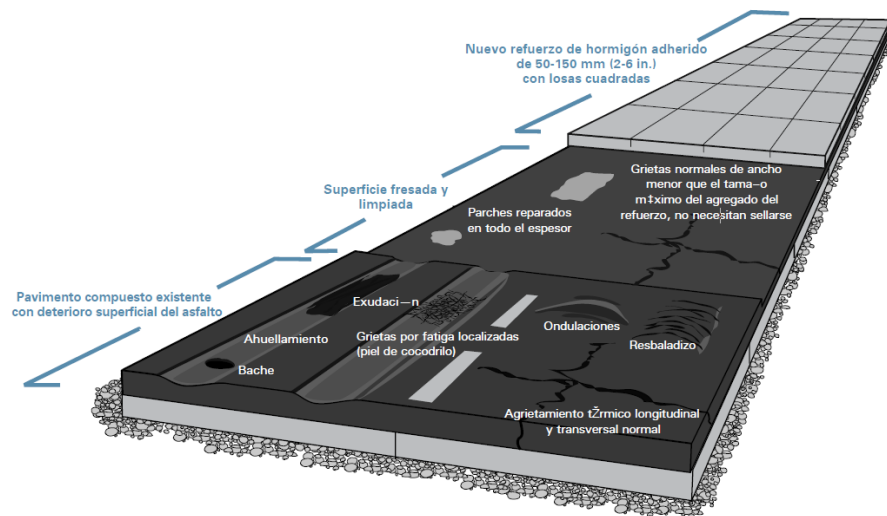 Nuevo refuerzo de hormigón adherido
de 50-150 mm (2-6 in.)
con losas cuadradas
Superficie fresada y
limpiada
Grietas normales de ancho
menor que el tama–o
m‡ximo del agregado del
refuerzo, no necesitan sellarse
Parches reparados
en todo el espesor
Pavimento compuesto existente
con deterioro superficial del asfalto
Exudaci—n
Ahuellamiento
Bache
Grietas por fatiga localizadas
(piel de cocodrilo)
Ondulaciones
Resbaladizo
Agrietamiento tŽrmico longitudinal
y transversal normal